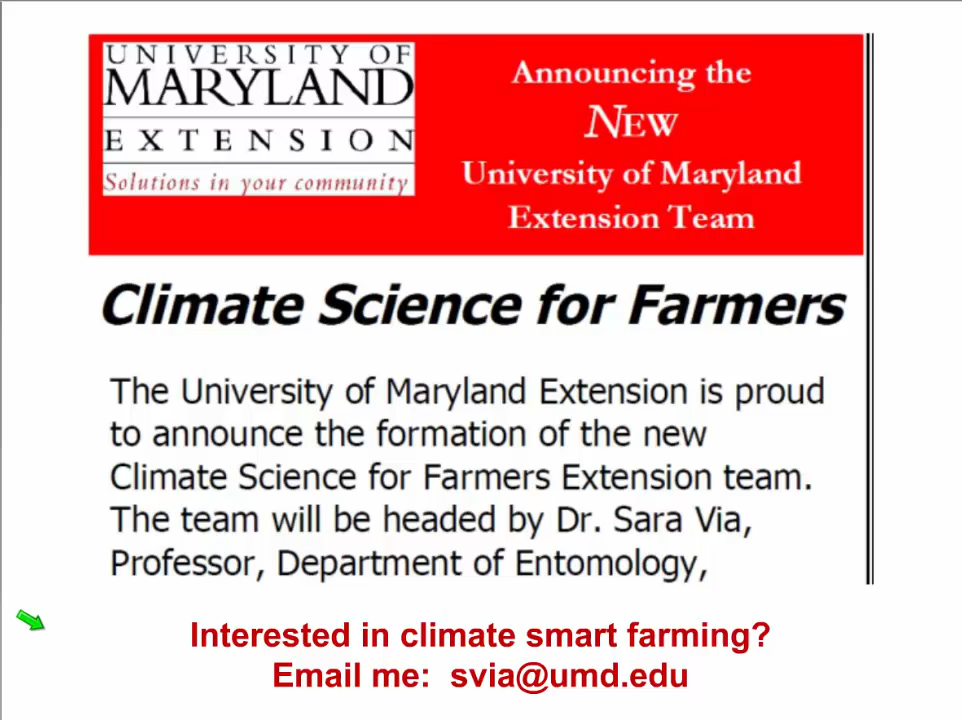 UNIVERSITY OF
MARYLAND
EXTENSION
Solutions in your community
Announcing the
NEW
University of Maryland
Extension Team
Climate Science for Farmers
The University of Maryland Extension is proud
to announce the formation of the new
Climate Science for Farmers Extension team.
The team will be headed by Dr. Sara Via,
Professor, Department of Entomology,
Interested in climate smart farming?
Email me:  svia@umd.edu